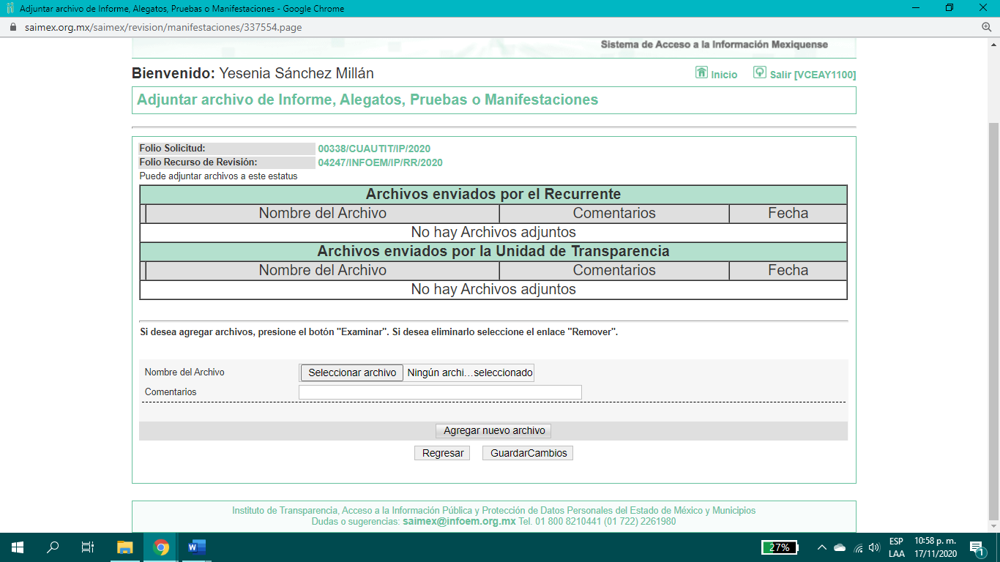 Adjuntar archivo de Informe, Alegatos, Pruebas o Manifestaciones - Google Chrome
saimex.org.mx/saimex/revision/manifestaciones/337554.page
Sistema de Acceso a la Información Mexiquense
Bienvenido: Yesenia Sánchez Millán
Inicio Salir [VCEAY1100]
Adjuntar archivo de Informe, Alegatos, Pruebas o Manifestaciones
Folio Solicitud: 00338/CUAUTIT/IP/2020
Folio Recurso de Revisión: 04247/INFOEM/IP/RR/2020
Puede adjuntar archivos a este estatus
Archivos enviados por el Recurrente
Nombre del Archivo Comentarios Fecha
No hay Archivos adjuntos
Archivos enviados por la Unidad de Transparencia
Nombre del Archivo Comentarios Fecha
No hay Archivos adjuntos
Si desea agregar archivos, presione el botón "Examinar". Si desea eliminarlo seleccione el enlace "Remover".
Nombre del Archivo Seleccionar archivo Ningún archi...seleccionado
Comentarios
Agregar nuevo archivo
Regresar GuardarCambios
Instituto de Transparencia, Acceso a la Información Pública y Protección de Datos Personales del Estado de México y Municipios
Dudas o sugerencias: saimex@infoem.org.mx Tel. 01 800 8210441 (01 722) 2261980
27% ESP 10:58 p. m.
LAA 17/11/2020 1